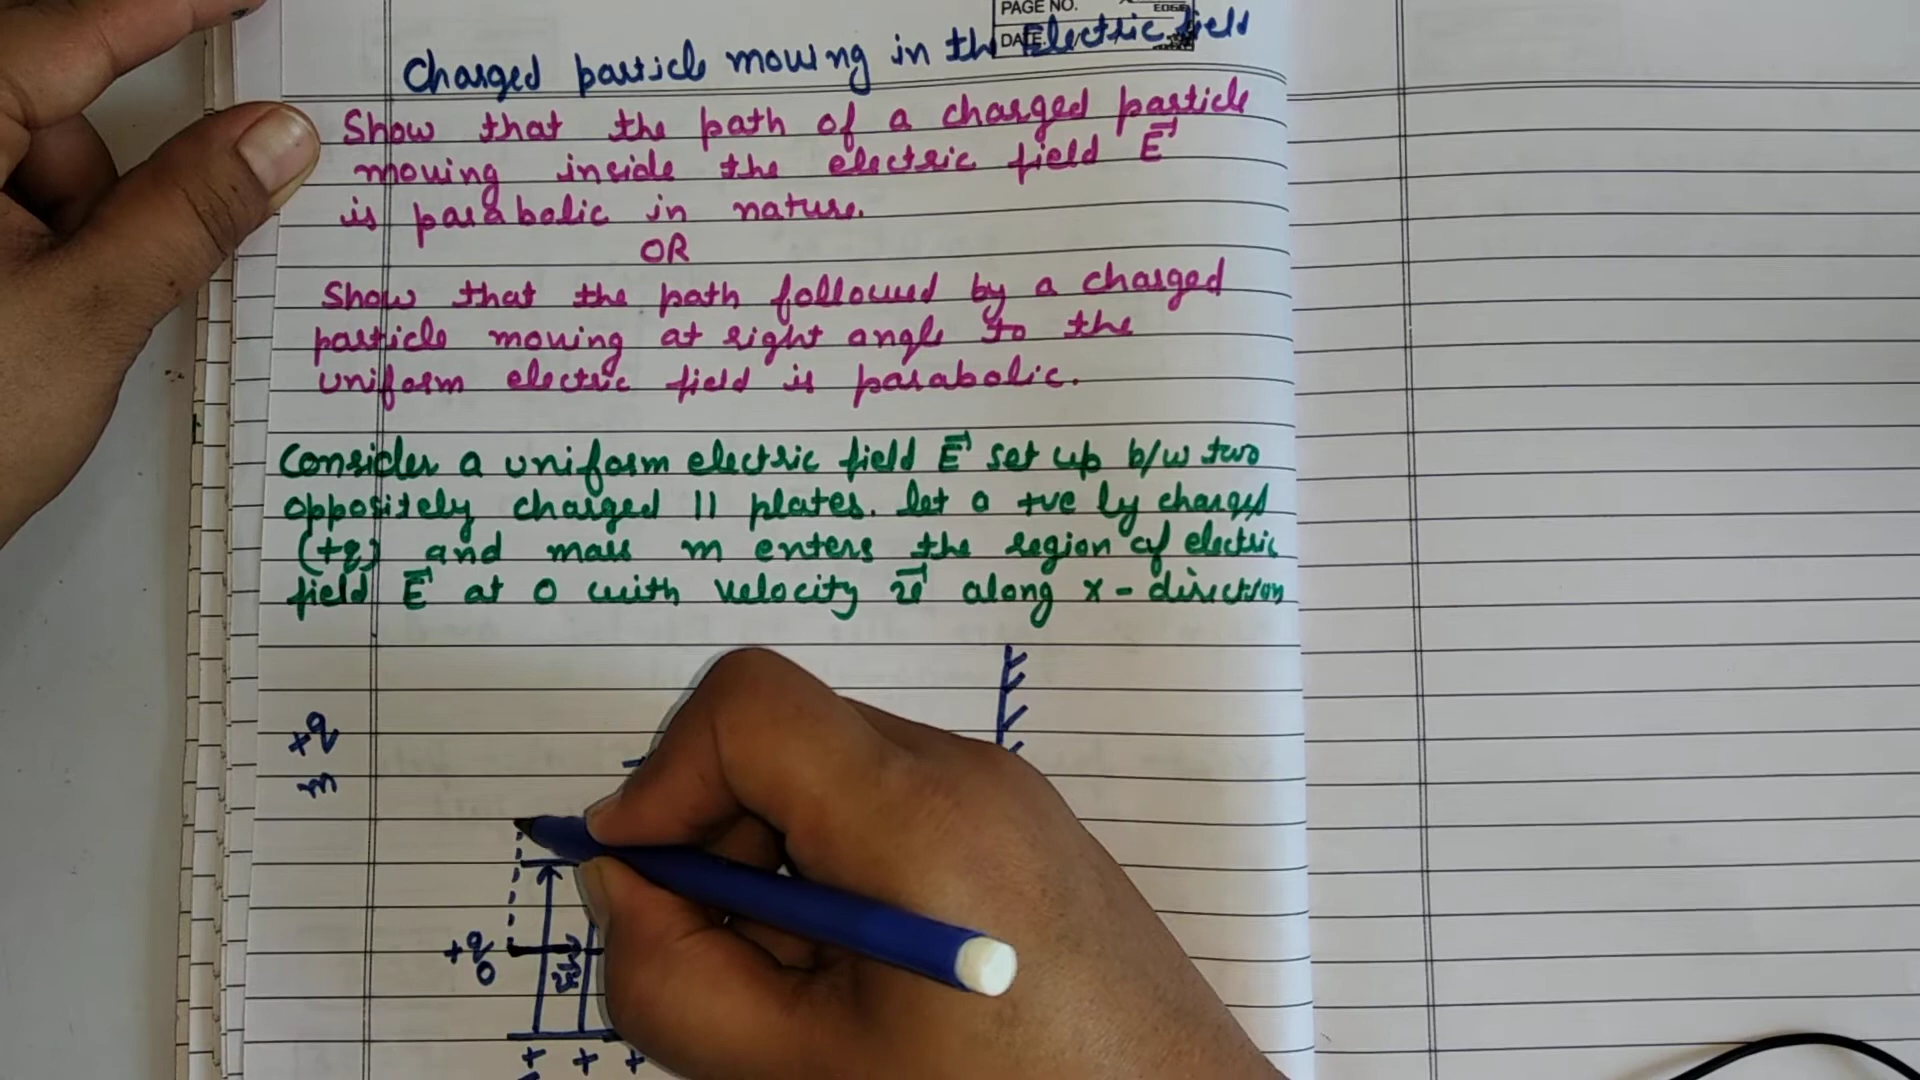 PAGE NO.
DATE:
Charged particle moving in the Electric field
Show that the path of a charged particle
moving inside the electric field E⃗
is parabolic in nature.
OR
Show that the path followed by a charged
particle moving at right angle to the
uniform electric field is parabolic.
Consider a uniform electric field E⃗ set up b/w two
oppositely charged || plates. let a +ve ly charged
(+q) and mass m enters the region of electric
field E⃗ at O with velocity v⃗ along x-direction
+q
m
+q
O
v⃗
+ + +